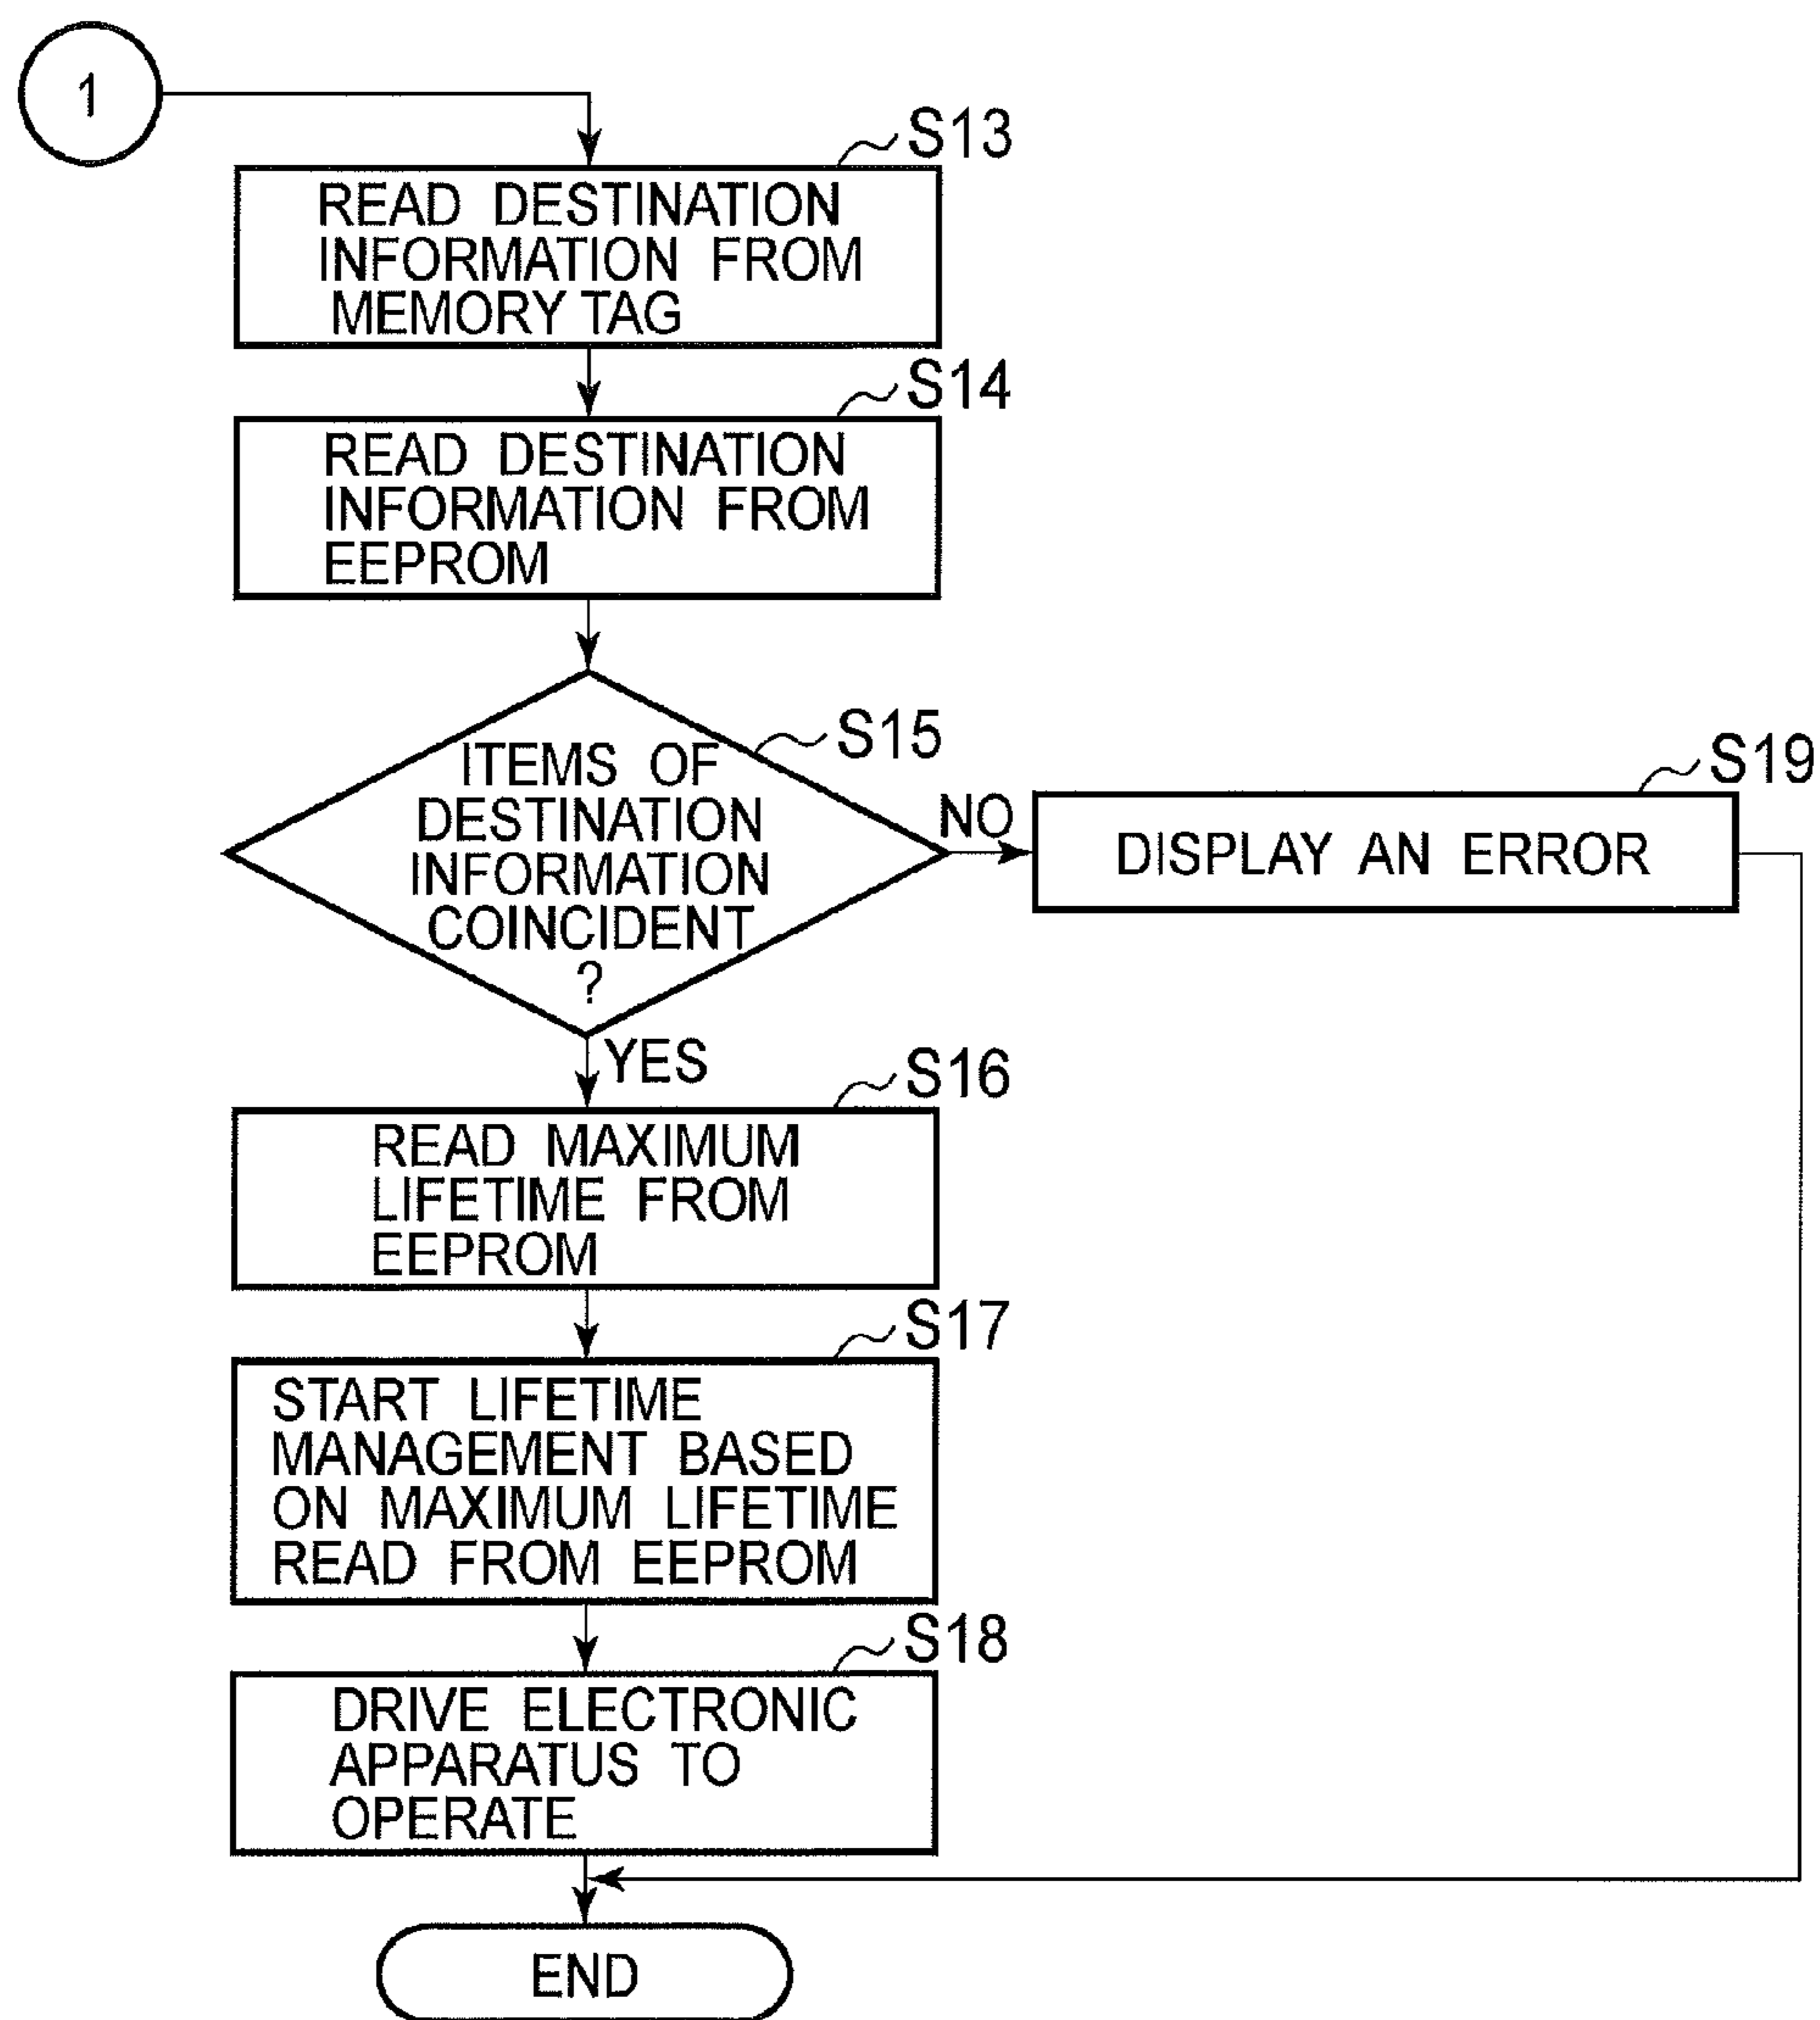 1
S13
READ DESTINATION
INFORMATION FROM
MEMORY TAG
S14
READ DESTINATION
INFORMATION FROM
EEPROM
S15
ITEMS OF
DESTINATION
INFORMATION
COINCIDENT
?
NO
S19
DISPLAY AN ERROR
YES
S16
READ MAXIMUM
LIFETIME FROM
EEPROM
S17
START LIFETIME
MANAGEMENT BASED
ON MAXIMUM LIFETIME
READ FROM EEPROM
S18
DRIVE ELECTRONIC
APPARATUS TO
OPERATE
END